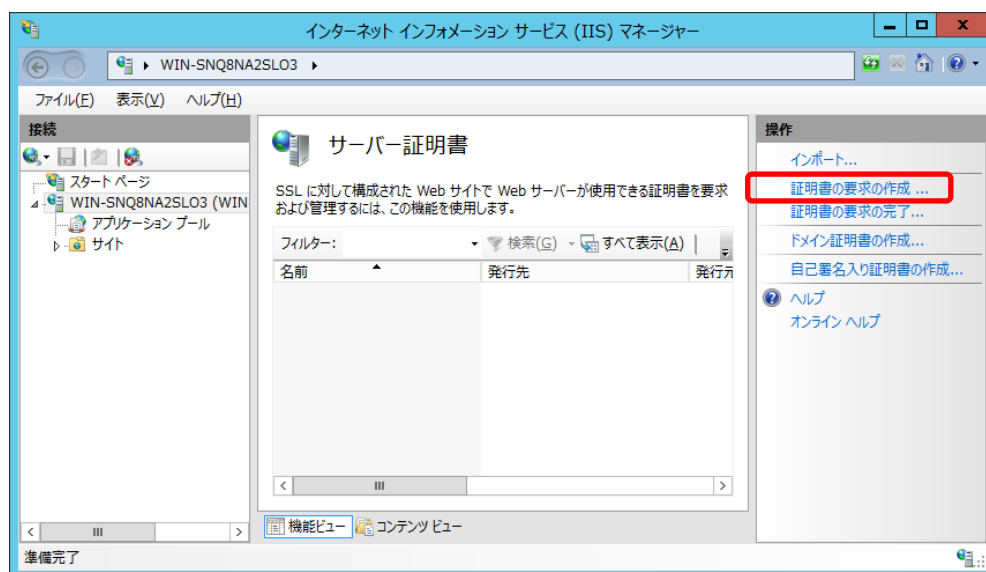 インターネット インフォメーション サービス (IIS) マネージャー
WIN-SNQ8NA2SLO3
ファイル(F) 表示(V) ヘルプ(H)
接続
スタート ページ
WIN-SNQ8NA2SLO3 (WIN
アプリケーション プール
サイト
サーバー証明書
SSL に対して構成された Web サイトで Web サーバーが使用できる証明書を要求
および管理するには、この機能を使用します。
フィルター: 検索(G) すべて表示(A)
名前 発行先 発行元
機能ビュー コンテンツ ビュー
操作
インポート...
証明書の要求の作成 ...
証明書の要求の完了...
ドメイン証明書の作成...
自己署名入り証明書の作成...
ヘルプ
オンライン ヘルプ
準備完了